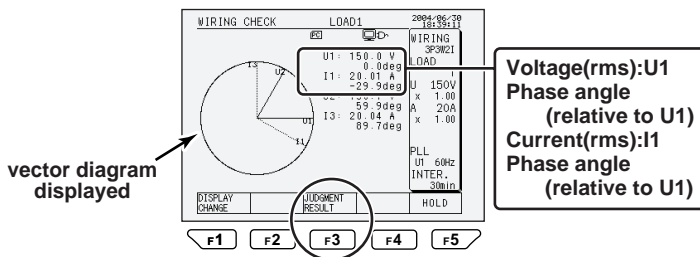 WIRING CHECK LOAD1 2004/06/30
18:39:11
PC
WIRING
3P3W2I
LOAD
1
U 150V
x 1.00
A 20A
x 1.00
PLL
U1 60Hz
INTER.
30min
U1: 150.0 V
0.0deg
I1: 20.01 A
-29.9deg
59.9deg
I3: 20.04 A
89.7deg
I3
U2
U1
I1
DISPLAY
CHANGE
JUDGMENT
RESULT
HOLD
F1 F2 F3 F4 F5
vector diagram
displayed
Voltage(rms):U1
Phase angle
(relative to U1)
Current(rms):I1
Phase angle
(relative to U1)